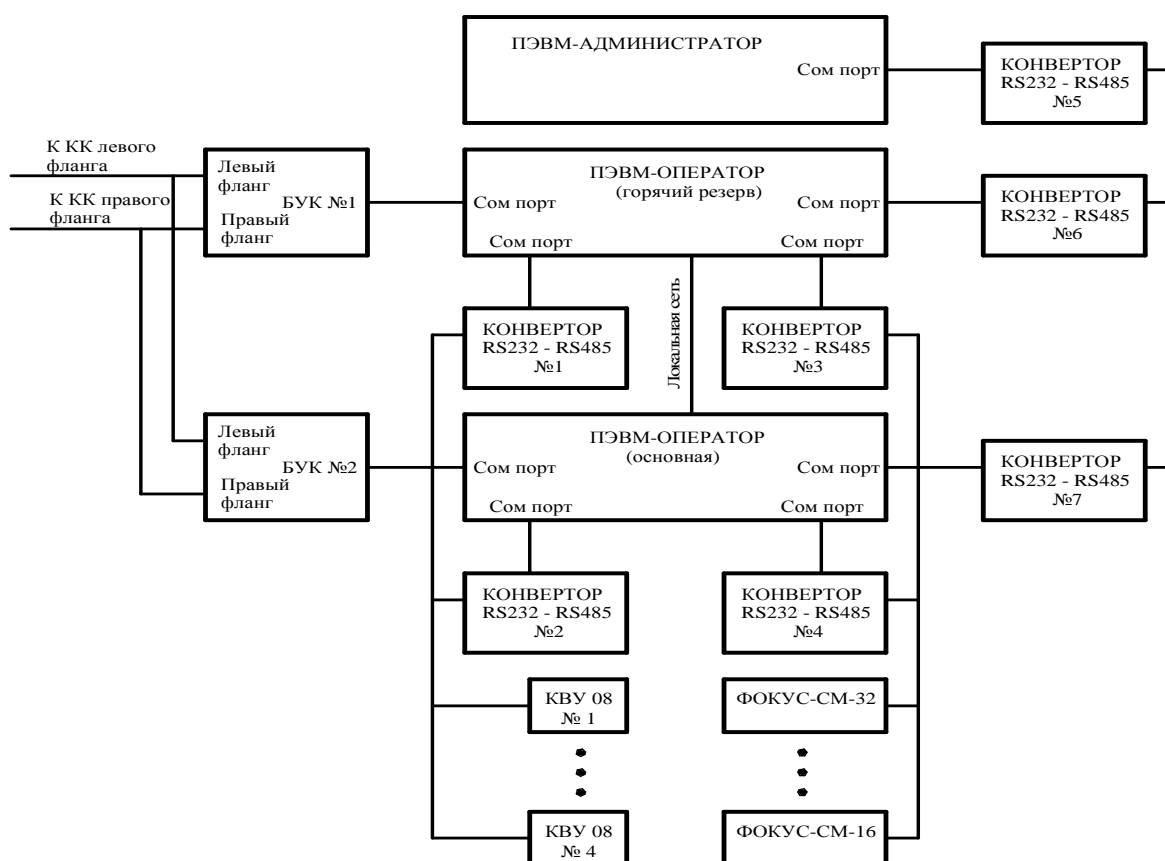 ПЭВМ-АДМИНИСТРАТОР
Сом порт
КОНВЕРТОР
RS232 - RS485
№5
К КК левого
фланга
К КК правого
фланга
Левый
фланг
БУК №1
Правый
фланг
ПЭВМ-ОПЕРАТОР
(горячий резерв)
Сом порт
Сом порт
Сом порт
Сом порт
КОНВЕРТОР
RS232 - RS485
№6
КОНВЕРТОР
RS232 - RS485
№1
Локальная сеть
КОНВЕРТОР
RS232 - RS485
№3
Левый
фланг
БУК №2
Правый
фланг
ПЭВМ-ОПЕРАТОР
(основная)
Сом порт
Сом порт
Сом порт
Сом порт
КОНВЕРТОР
RS232 - RS485
№7
КОНВЕРТОР
RS232 - RS485
№2
КОНВЕРТОР
RS232 - RS485
№4
КВУ 08
№ 1
ФОКУС-СМ-32
КВУ 08
№ 4
ФОКУС-СМ-16